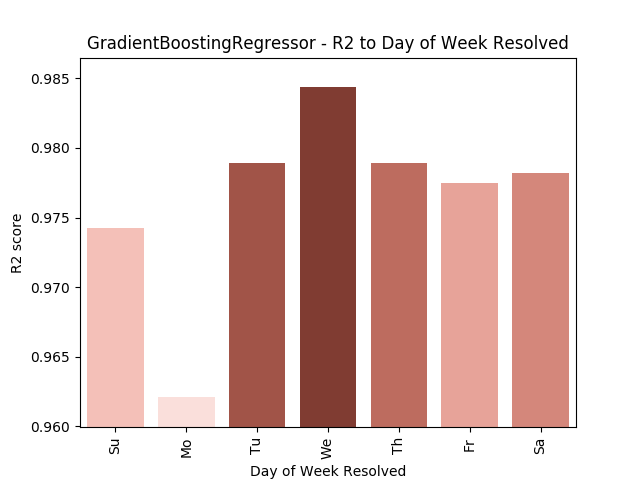 GradientBoostingRegressor - R2 to Day of Week Resolved
0.985
0.980
0.975
0.970
0.965
0.960
R2 score
Su Mo Tu We Th Fr Sa
Day of Week Resolved